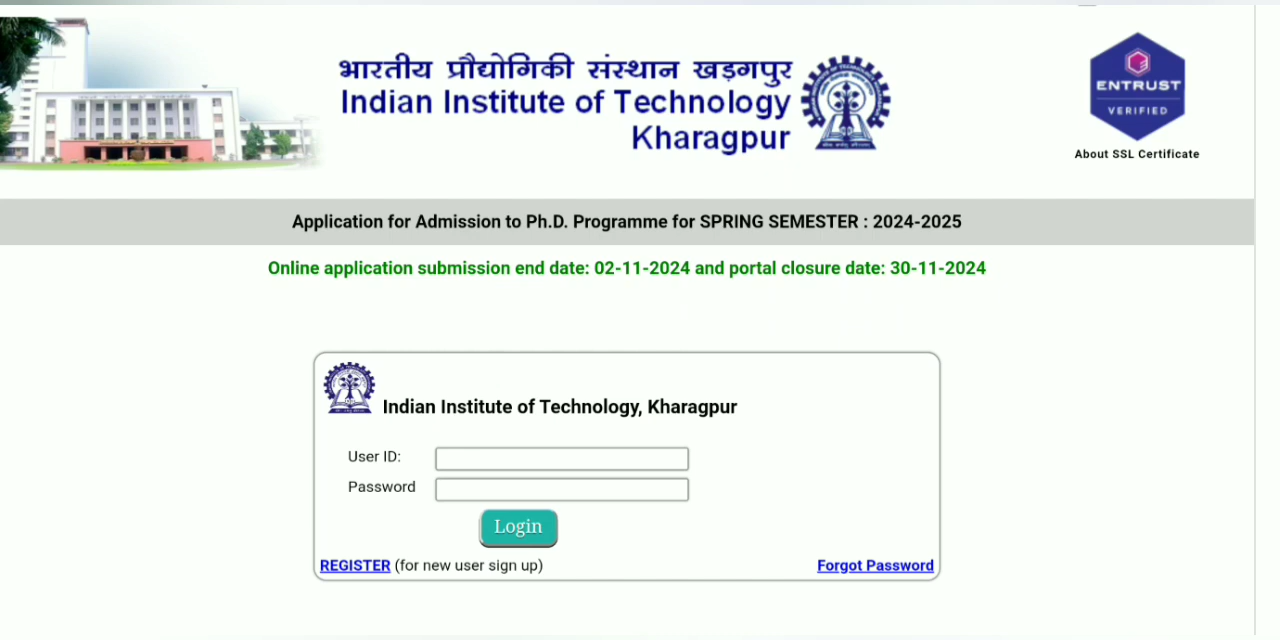 भारतीय प्रौद्योगिकी संस्थान खड़गपुर
Indian Institute of Technology
Kharagpur
ENTRUST
VERIFIED
About SSL Certificate
Application for Admission to Ph.D. Programme for SPRING SEMESTER : 2024-2025
Online application submission end date: 02-11-2024 and portal closure date: 30-11-2024
Indian Institute of Technology, Kharagpur
User ID:
Password
Login
REGISTER (for new user sign up)
Forgot Password